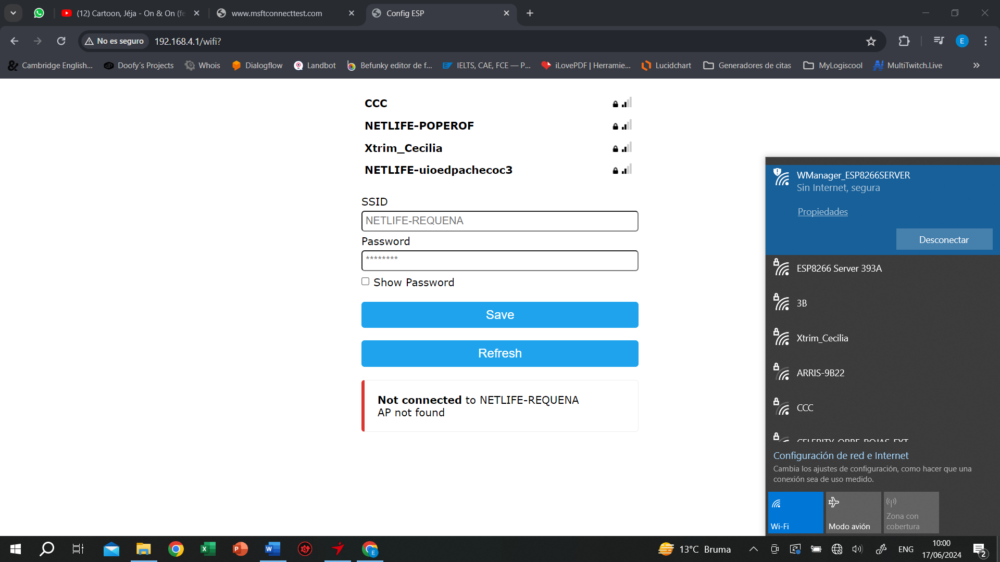 (12) Cartoon, Jéja - On & On (fe
www.msftconnecttest.com
Config ESP
No es seguro
192.168.4.1/wifi?
E
Cambridge English...
Doofy´s Projects
Whois
Dialogflow
Landbot
Befunky editor de f...
IELTS, CAE, FCE — P...
iLovePDF | Herramie...
Lucidchart
Generadores de citas
MyLogiscool
MultiTwitch.Live
CCC
NETLIFE-POPEROF
Xtrim_Cecilia
NETLIFE-uioedpachecoc3
SSID
NETLIFE-REQUENA
Password
********
Show Password
Save
Refresh
Not connected to NETLIFE-REQUENA
AP not found
WManager_ESP8266SERVER
Sin Internet, segura
Propiedades
Desconectar
ESP8266 Server 393A
3B
Xtrim_Cecilia
ARRIS-9B22
CCC
Configuración de red e Internet
Cambia los ajustes de configuración, como hacer que una
conexión sea de uso medido.
Wi-Fi
Modo avión
Zona con
cobertura
13°C Bruma
ENG
10:00
17/06/2024
2